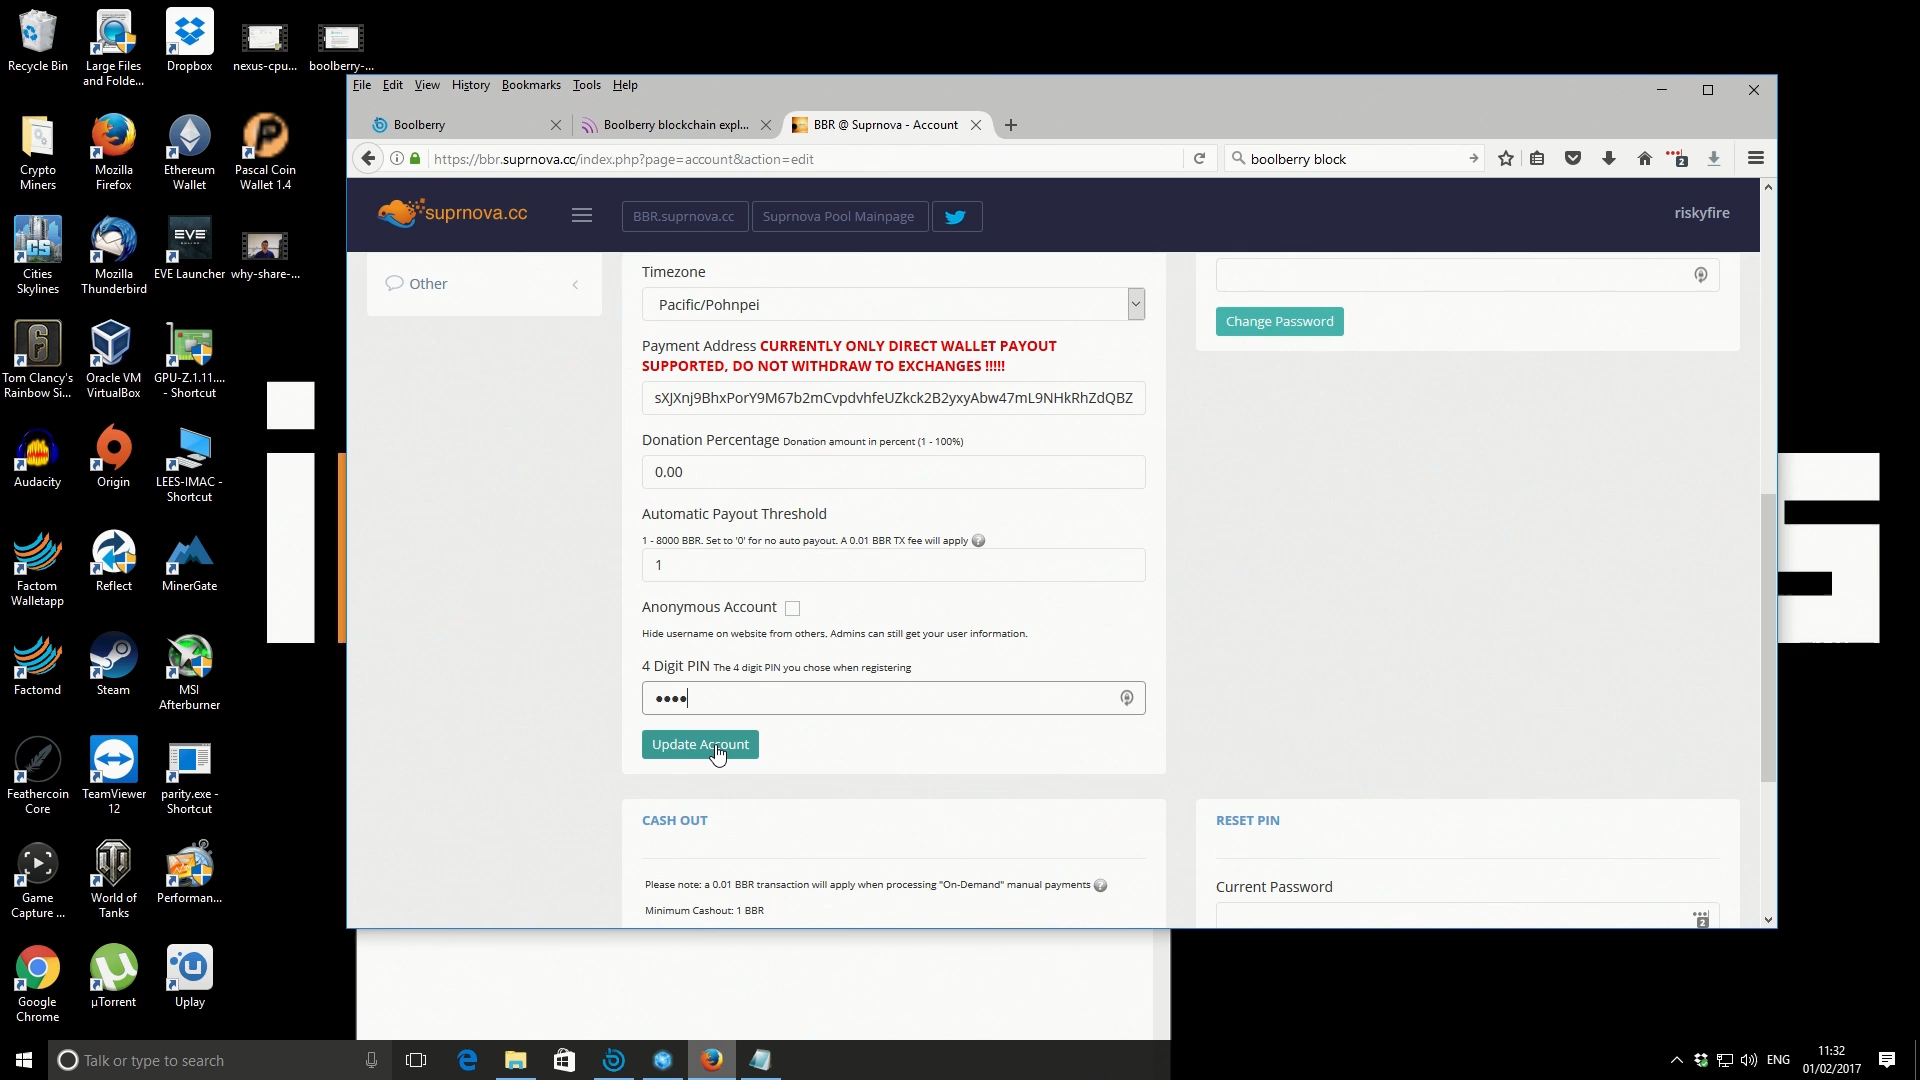 Recycle Bin
Large Files
and Folde...
Dropbox
nexus-cpu...
boolberry-...
Crypto
Miners
Mozilla
Firefox
Ethereum
Wallet
Pascal Coin
Wallet 1.4
Cities
Skylines
Mozilla
Thunderbird
EVE
EVE Launcher
why-share-...
Tom Clancy's
Rainbow Si...
Oracle VM
VirtualBox
GPU-Z.1.11....
- Shortcut
Audacity
Origin
LEES-IMAC -
Shortcut
Factom
Walletapp
Reflect
MinerGate
Factomd
Steam
MSI
Afterburner
Feathercoin
Core
TeamViewer
12
parity.exe -
Shortcut
Game
Capture ...
World of
Tanks
Performan...
Google
Chrome
µTorrent
Uplay
File Edit View History Bookmarks Tools Help
Boolberry
Boolberry blockchain expl...
BBR @ Suprnova - Account
https://bbr.suprnova.cc/index.php?page=account&action=edit
boolberry block
suprnova.cc
BBR.suprnova.cc
Suprnova Pool Mainpage
riskyfire
Other
Timezone
Pacific/Pohnpei
Payment Address CURRENTLY ONLY DIRECT WALLET PAYOUT
SUPPORTED, DO NOT WITHDRAW TO EXCHANGES !!!!!
sXJXnj9BhxPorY9M67b2mCvpdvhfeUZkck2B2yxyAbw47mL9NHkRhZdQBZ
Donation Percentage Donation amount in percent (1 - 100%)
0.00
Automatic Payout Threshold
1 - 8000 BBR. Set to '0' for no auto payout. A 0.01 BBR TX fee will apply
1
Anonymous Account
Hide username on website from others. Admins can still get your user information.
4 Digit PIN The 4 digit PIN you chose when registering
••••
Update Account
Change Password
CASH OUT
Please note: a 0.01 BBR transaction will apply when processing "On-Demand" manual payments
Minimum Cashout: 1 BBR
RESET PIN
Current Password
Talk or type to search
ENG
11:32
01/02/2017